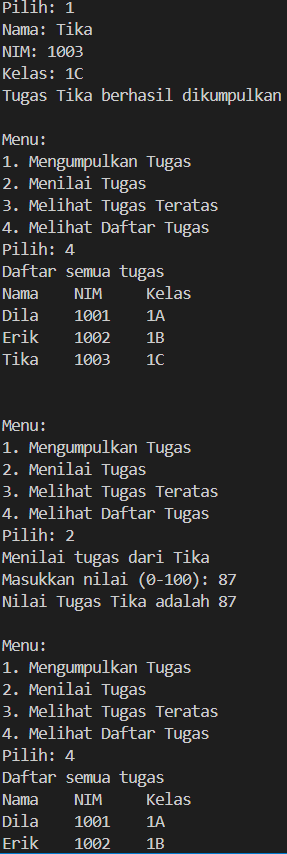 Pilih: 1
Nama: Tika
NIM: 1003
Kelas: 1C
Tugas Tika berhasil dikumpulkan

Menu:
1. Mengumpulkan Tugas
2. Menilai Tugas
3. Melihat Tugas Teratas
4. Melihat Daftar Tugas
Pilih: 4
Daftar semua tugas
Nama    NIM     Kelas
Dila    1001    1A
Erik    1002    1B
Tika    1003    1C


Menu:
1. Mengumpulkan Tugas
2. Menilai Tugas
3. Melihat Tugas Teratas
4. Melihat Daftar Tugas
Pilih: 2
Menilai tugas dari Tika
Masukkan nilai (0-100): 87
Nilai Tugas Tika adalah 87

Menu:
1. Mengumpulkan Tugas
2. Menilai Tugas
3. Melihat Tugas Teratas
4. Melihat Daftar Tugas
Pilih: 4
Daftar semua tugas
Nama    NIM     Kelas
Dila    1001    1A
Erik    1002    1B